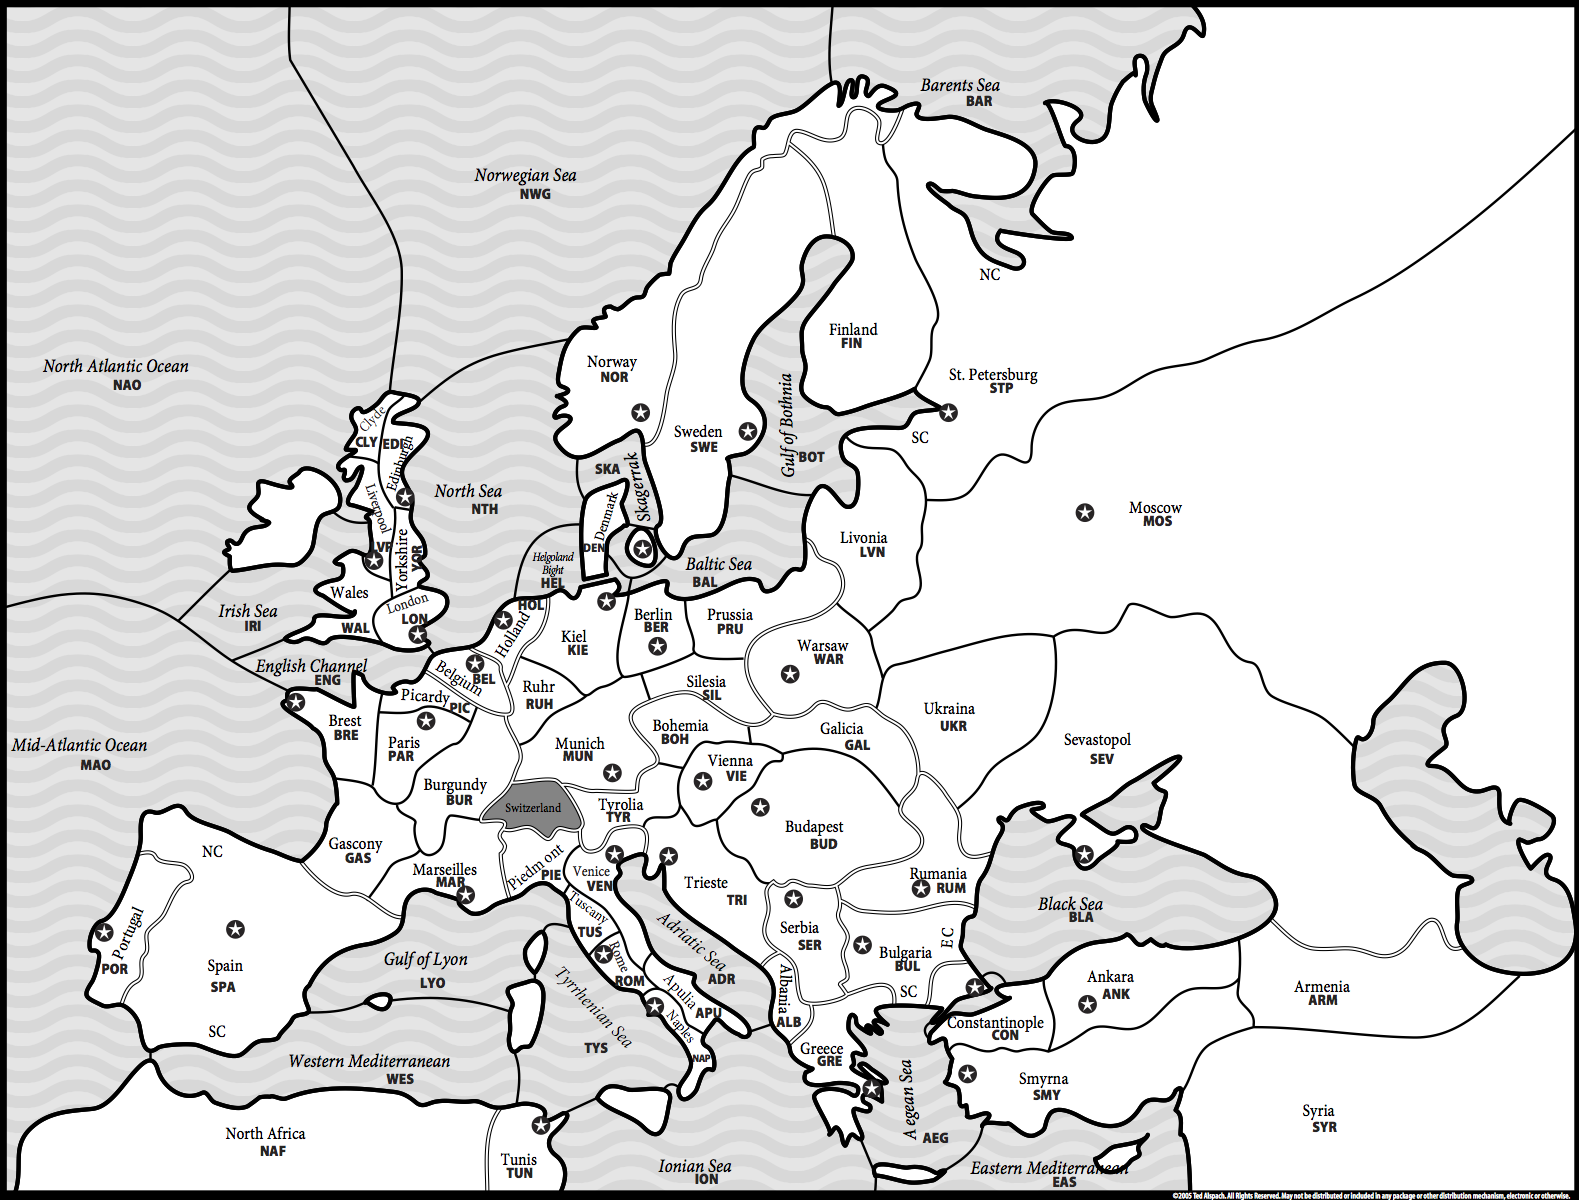 Barents Sea
BAR
Norwegian Sea
NWG
NC
Finland
FIN
North Atlantic Ocean
NAO
Norway
NOR
St. Petersburg
STP
Clyde
CLY
EDI
Edinburgh
Sweden
SWE
Gulf of Bothnia
BOT
SC
SKA
Skagerrak
North Sea
NTH
Liverpool
LVP
Yorkshire
YOR
Denmark
DEN
Moscow
MOS
Livonia
LVN
Helgoland
Bight
HEL
Baltic Sea
BAL
Irish Sea
IRI
Wales
WAL
London
LON
HOL
Holland
Kiel
KIE
Berlin
BER
Prussia
PRU
Warsaw
WAR
English Channel
ENG
Belgium
BEL
Picardy
PIC
Ruhr
RUH
Silesia
SIL
Ukraina
UKR
Brest
BRE
Paris
PAR
Mid-Atlantic Ocean
MAO
Munich
MUN
Bohemia
BOH
Galicia
GAL
Sevastopol
SEV
Vienna
VIE
Burgundy
BUR
Switzerland
Tyrolia
TYR
Budapest
BUD
NC
Gascony
GAS
Marseilles
MAR
Piedmont
PIE
Venice
VEN
Trieste
TRI
Rumania
RUM
Black Sea
BLA
Portugal
POR
Tuscany
TUS
Rome
ROM
Adriatic Sea
ADR
Serbia
SER
Bulgaria
BUL
EC
SC
Spain
SPA
SC
Gulf of Lyon
LYO
Tyrrhenian Sea
TYS
Apulia
APU
Naples
NAP
Albania
ALB
Ankara
ANK
Armenia
ARM
Constantinople
CON
Greece
GRE
Western Mediterranean
WES
Smyrna
SMY
Aegean Sea
AEG
Syria
SYR
North Africa
NAF
Tunis
TUN
Ionian Sea
ION
Eastern Mediterranean
EAS
©2005 Ted Alspach. All Rights Reserved. May not be distributed or included in any package or other distribution mechanism, electronic or otherwise.